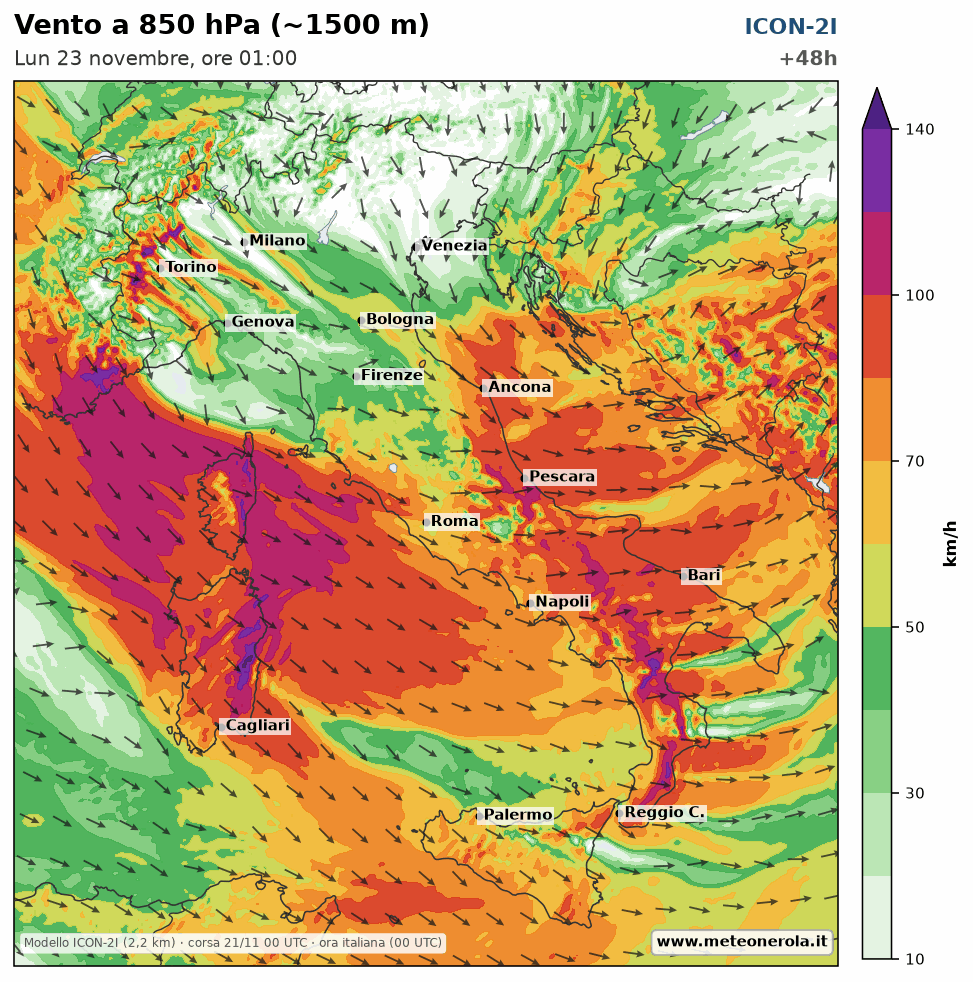 Vento a 850 hPa (~1500 m)
ICON-2I
Lun 23 novembre, ore 01:00
+48h
140
Milano
Venezia
Torino
100
Genova
Bologna
Firenze
Ancona
70
Pescara
Roma
km/h
Bari
Napoli
50
Cagliari
30
Palermo
Reggio C.
Modello ICON-2I (2,2 km) · corsa 21/11 00 UTC · ora italiana (00 UTC)
www.meteonerola.it
10